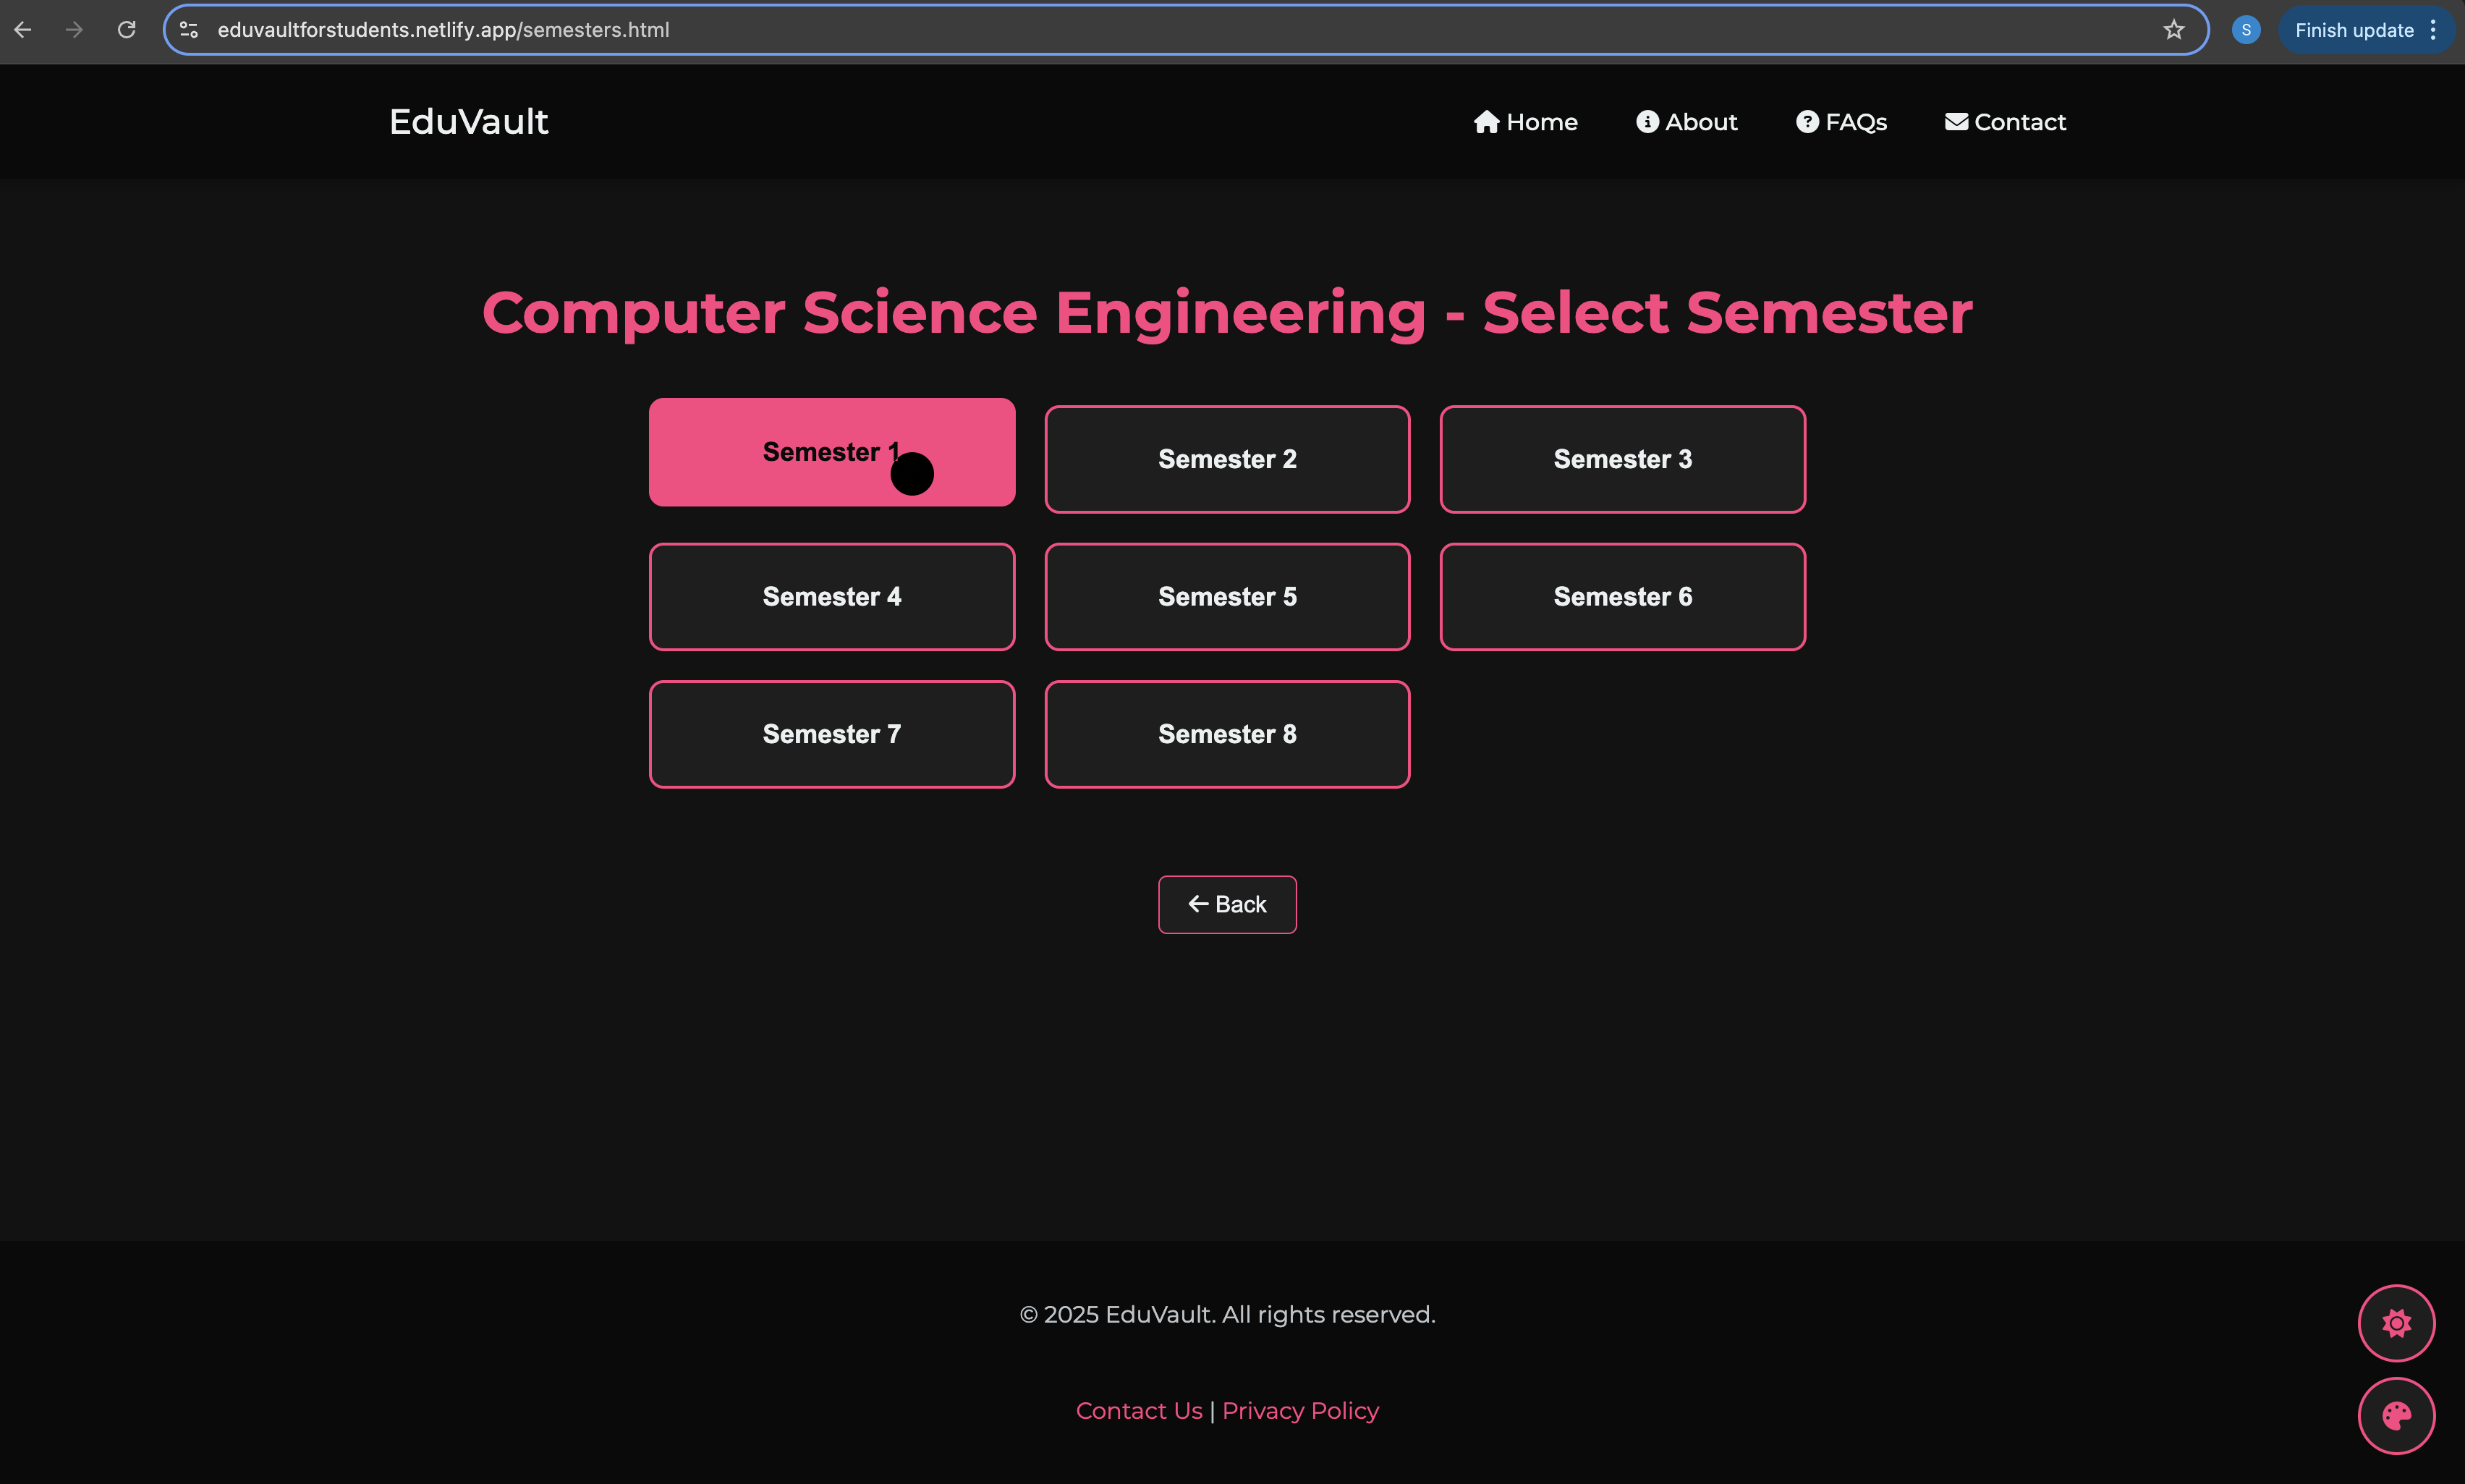 eduvaultforstudents.netlify.app/semesters.html
S
Finish update
EduVault
Home
About
FAQs
Contact
Computer Science Engineering - Select Semester
Semester 1
Semester 2
Semester 3
Semester 4
Semester 5
Semester 6
Semester 7
Semester 8
Back
© 2025 EduVault. All rights reserved.
Contact Us | Privacy Policy